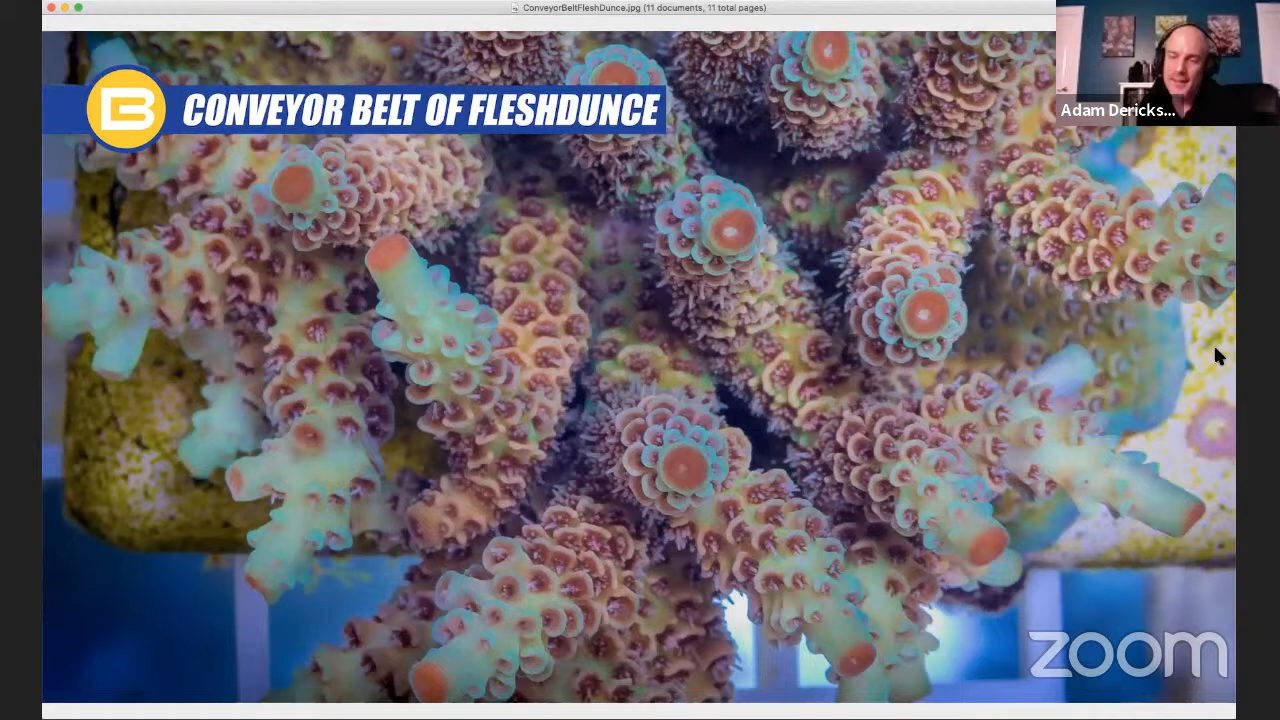 ConveyorBeltFleshDunce.jpg (11 documents, 11 total pages)
B CONVEYOR BELT OF FLESHDUNCE
Adam Dericks...
zoom